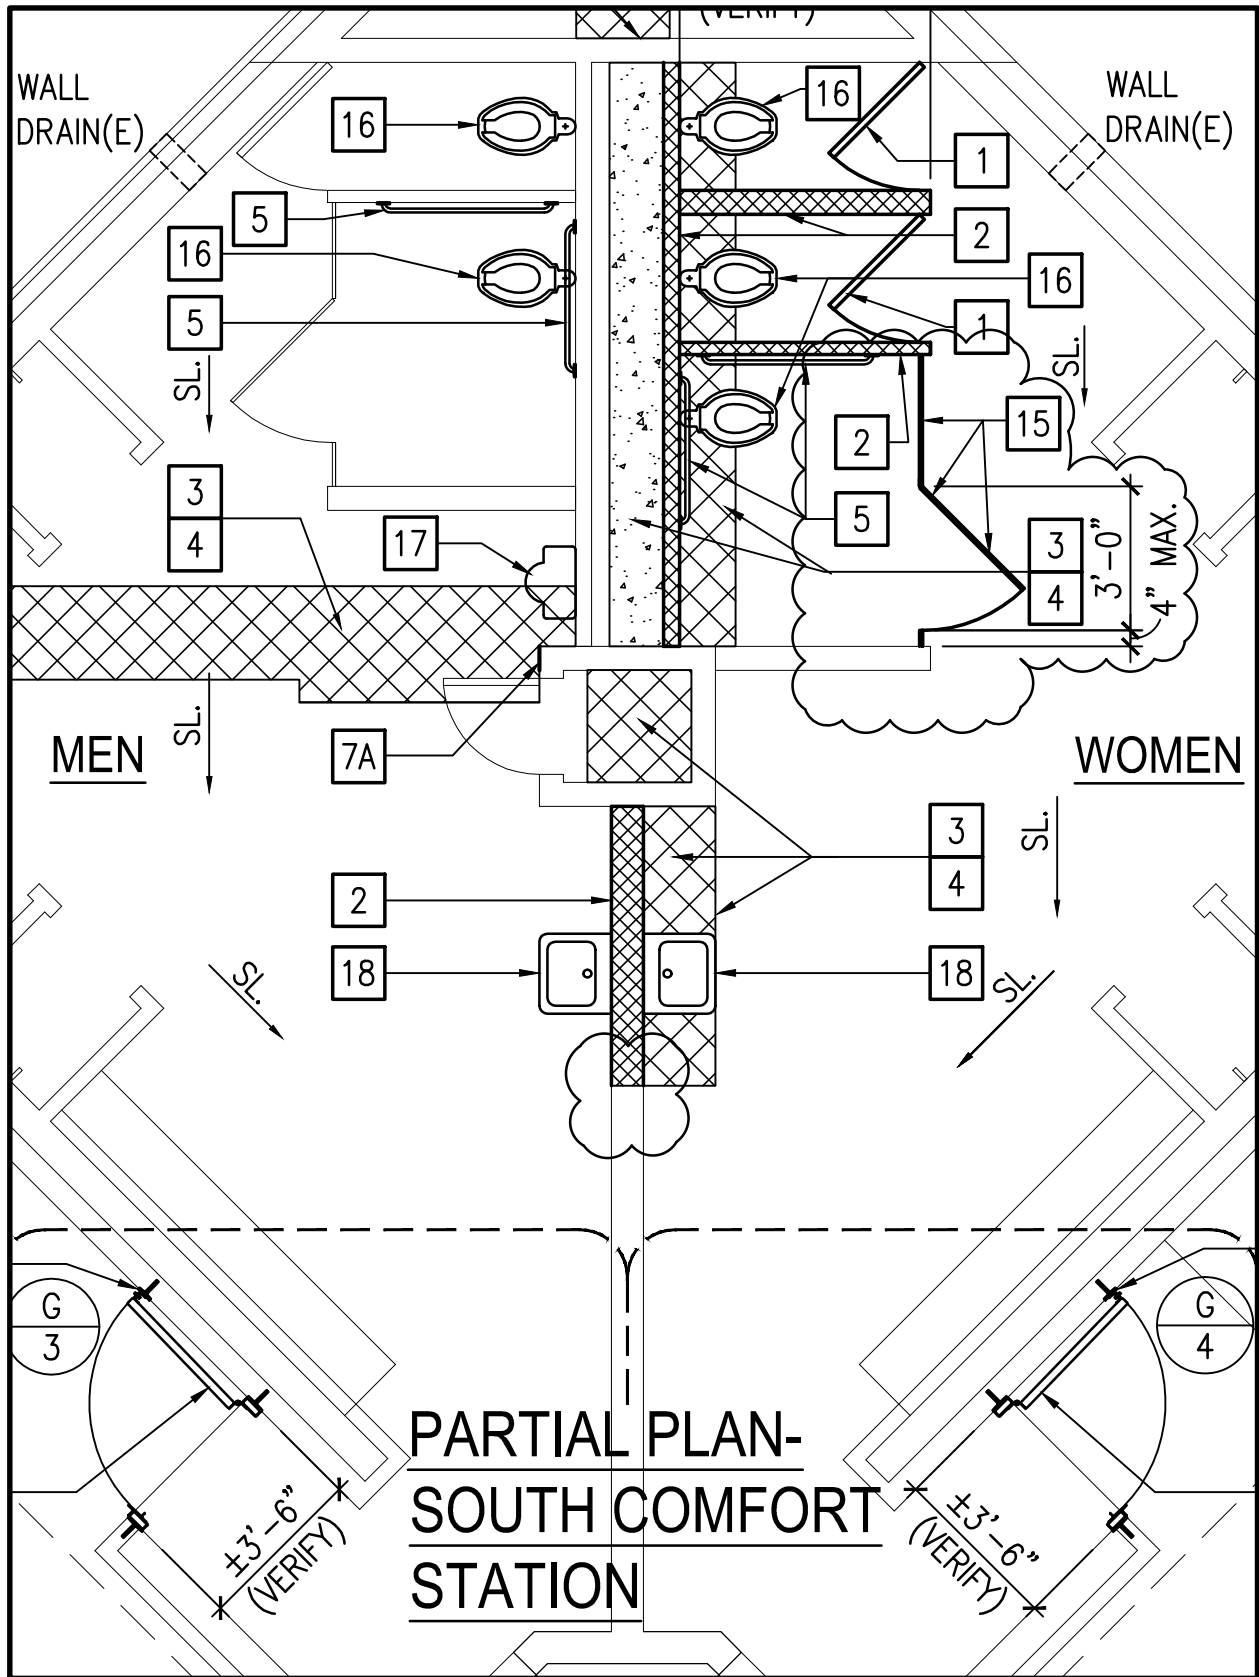 (VERIFY)
WALL
DRAIN(E)
16
16
WALL
DRAIN(E)
1
5
2
16
16
5
1
SL.
SL.
15
2
3
4
17
5
3
4
3'-0"
4" MAX.
SL.
MEN
7A
WOMEN
3
4
SL.
2
18
18
SL.
SL.
G
3
G
4
±3'-6"
(VERIFY)
±3'-6"
(VERIFY)
PARTIAL PLAN-
SOUTH COMFORT
STATION